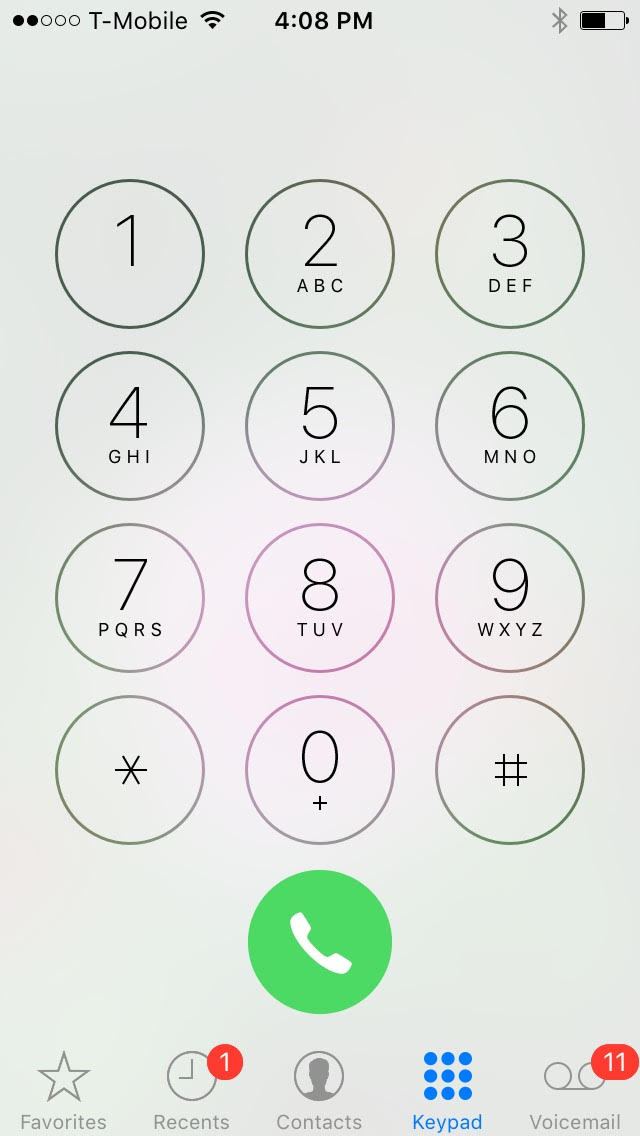 T-Mobile 4:08 PM
1 2 3
ABC DEF
4 5 6
GHI JKL MNO
7 8 9
PQRS TUV WXYZ
* 0 #
+
1 11
Favorites Recents Contacts Keypad Voicemail